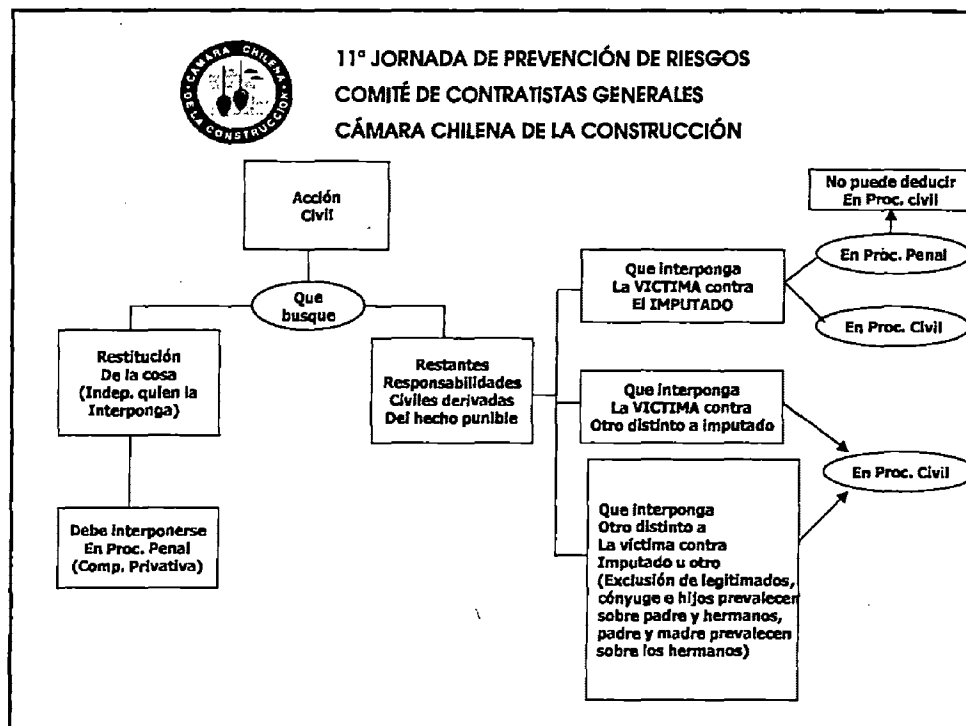 CÁMARA CHILENA
DE LA CONSTRUCCIÓN
11ª JORNADA DE PREVENCIÓN DE RIESGOS
COMITÉ DE CONTRATISTAS GENERALES
CÁMARA CHILENA DE LA CONSTRUCCIÓN
Acción
Civil
Que
busque
Restitución
De la cosa
(Indep. quien la
Interponga)
Debe interponerse
En Proc. Penal
(Comp. Privativa)
Restantes
Responsabilidades
Civiles derivadas
Del hecho punible
Que interponga
La VICTIMA contra
El IMPUTADO
En Proc. Penal
No puede deducir
En Proc. civil
En Proc. Civil
Que interponga
La VICTIMA contra
Otro distinto a imputado
Que interponga
Otro distinto a
La víctima contra
Imputado u otro
(Exclusión de legitimados,
cónyuge e hijos prevalecen
sobre padre y hermanos,
padre y madre prevalecen
sobre los hermanos)
En Proc. Civil